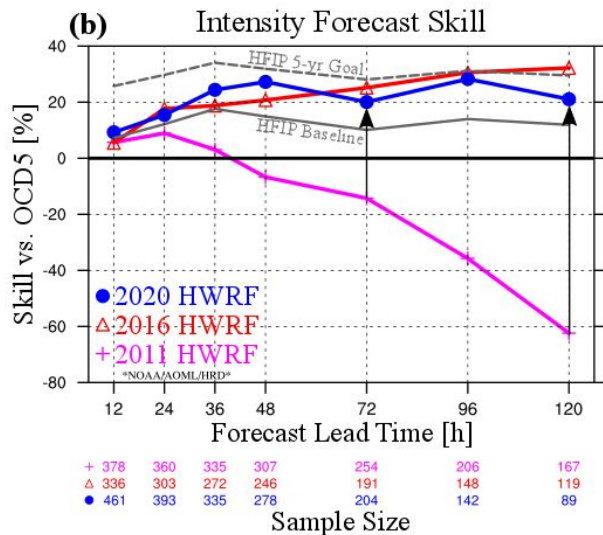 (b) Intensity Forecast Skill
40
20
0
-20
-40
-60
-80
Skill vs. OCD5 [%]
HFIP 5-yr Goal
HFIP Baseline
2020 HWRF
2016 HWRF
2011 HWRF
*NOAA/AOML/HRD*
12 24 36 48 72 96 120
Forecast Lead Time [h]
378 360 335 307 254 206 167
336 303 272 246 191 148 119
461 393 335 278 204 142 89
Sample Size